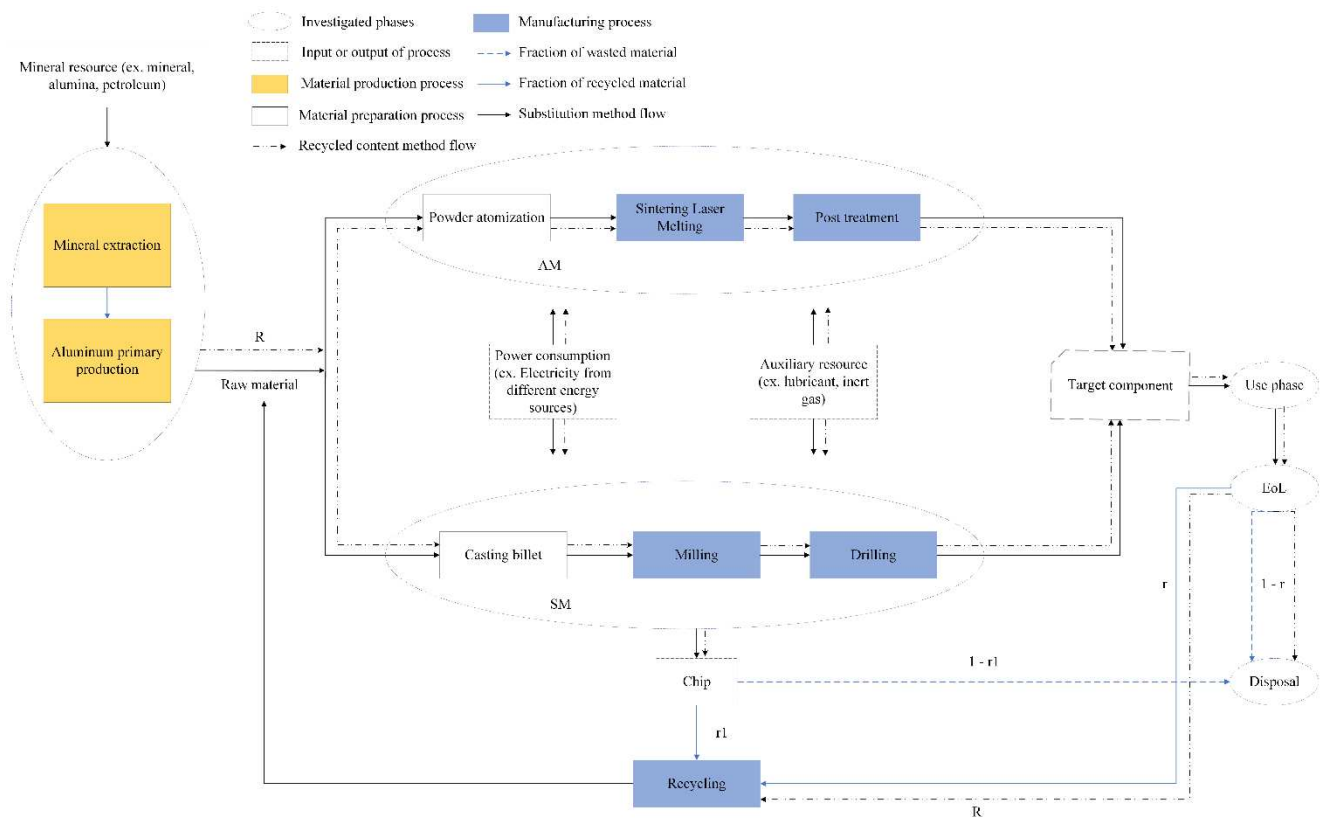 Investigated phases
Manufacturing process
Input or output of process
Fraction of wasted material
Mineral resource (ex. mineral,
alumina, petroleum)
Material production process
Fraction of recycled material
Material preparation process
Substitution method flow
Recycled content method flow
Powder atomization
Sintering Laser
Melting
Post treatment
Mineral extraction
AM
Aluminum primary
production
R
Raw material
Power consumption
(ex. Electricity from
different energy
sources)
Auxiliary resource
(ex. lubricant, inert
gas)
Target component
Use phase
EoL
Casting billet
Milling
Drilling
SM
r
1 - r
Chip
1 - r1
Disposal
r1
Recycling
R